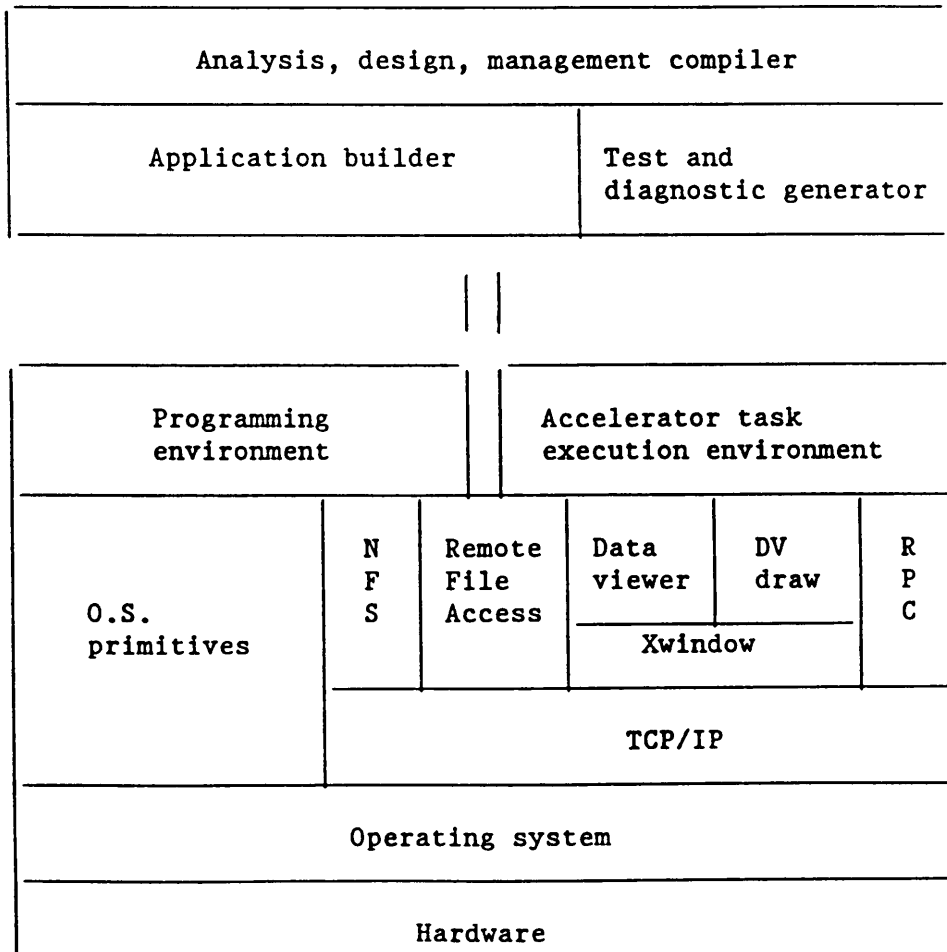 Analysis, design, management compiler
Application builder
Test and
diagnostic generator
Programming
environment
Accelerator task
execution environment
O.S.
primitives
N
F
S
Remote
File
Access
Data
viewer
DV
draw
Xwindow
R
P
C
TCP/IP
Operating system
Hardware